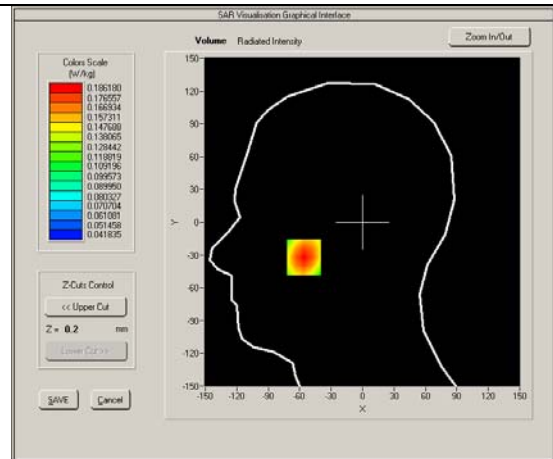 SAR Visualisation Graphical Interface
Volume Radiated Intensity
Zoom In/Out
Colors Scale
(W/kg)
0.186180
0.176557
0.166934
0.157311
0.147688
0.138065
0.128442
0.118819
0.109196
0.099573
0.089950
0.080327
0.070704
0.061081
0.051458
0.041835
Z-Cuts Control
<< Upper Cut
Z = 0.2 mm
Lower Cut >>
SAVE
Cancel
150
120
90
60
30
0
-30
-60
-90
-120
-150
Y
-150 -120 -90 -60 -30 0 30 60 90 120 150
X